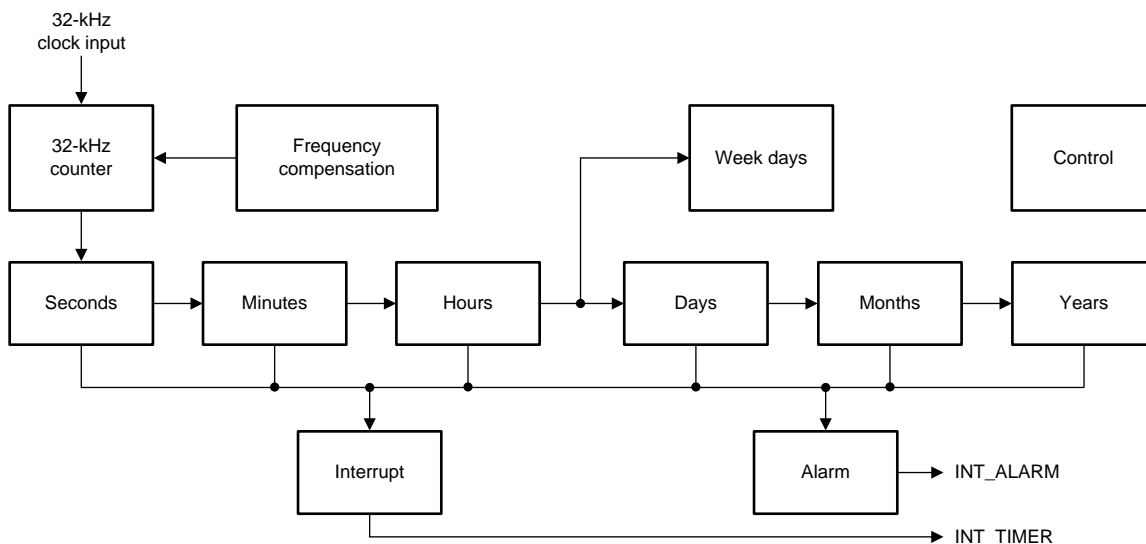 32-kHz
clock input
32-kHz
counter
Frequency
compensation
Week days
Control
Seconds
Minutes
Hours
Days
Months
Years
Interrupt
Alarm
INT_ALARM
INT_TIMER